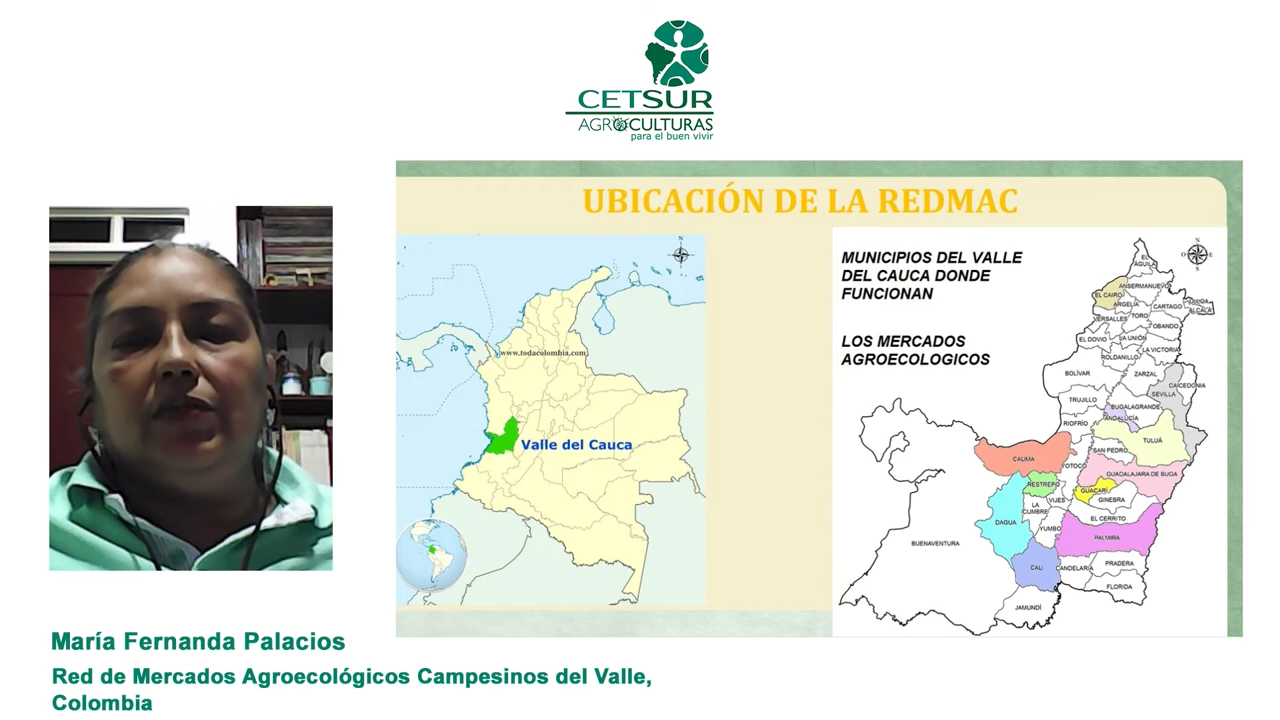 CETSUR
AGROCULTURAS
para el buen vivir
UBICACIÓN DE LA REDMAC
N
www.todacolombia.com
Valle del Cauca
MUNICIPIOS DEL VALLE
DEL CAUCA DONDE
FUNCIONAN
LOS MERCADOS
AGROECOLOGICOS
N
O
E
S
EL
ÁGUILA
ANSERMANUEVO
EL CAIRO
ARGELIA
CARTAGO
ALCALÁ
VERSALLES
TORO
OBANDO
EL DOVIO
LA UNIÓN
LA VICTORIA
ROLDANILLO
BOLÍVAR
ZARZAL
CAICEDONIA
SEVILLA
TRUJILLO
BUGALAGRANDE
ANDALUCÍA
RIOFRÍO
TULUÁ
SAN PEDRO
CALIMA
YOTOCO
GUADALAJARA DE BUGA
RESTREPO
GUACARÍ
VIJES
GINEBRA
LA
CUMBRE
EL CERRITO
DAGUA
YUMBO
PALMIRA
BUENAVENTURA
CALI
CANDELARIA
PRADERA
FLORIDA
JAMUNDÍ
María Fernanda Palacios
Red de Mercados Agroecológicos Campesinos del Valle,
Colombia